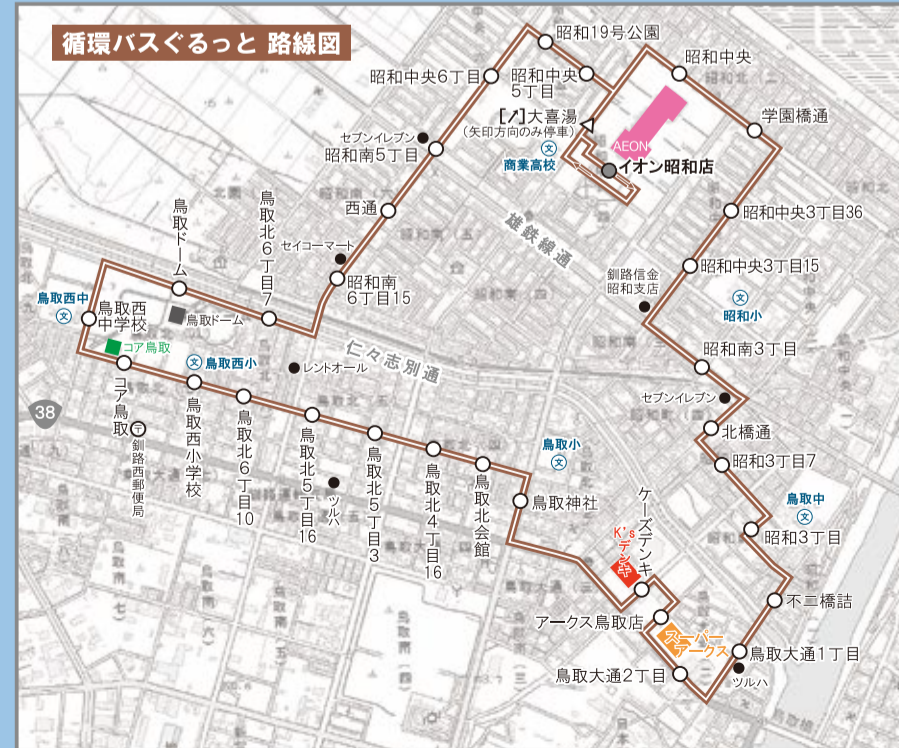 循環バスぐるっと 路線図
昭和19号公園
昭和中央6丁目
昭和中央
5丁目
昭和中央
学園橋通
[↗]大喜湯
(矢印方向のみ停車)
セブンイレブン
昭和南5丁目
文
商業高校
AEON
イオン昭和店
西通
昭和中央3丁目36
雄鉄線通
セイコーマート
昭和南
6丁目15
昭和中央3丁目15
釧路信金
昭和支店
文
昭和小
鳥取ドーム
鳥取北6丁目7
鳥取西中
文
鳥取西
中学校
鳥取ドーム
コア鳥取
文
鳥取西小
レントオール
仁々志別通
昭和南3丁目
セブンイレブン
北橋通
昭和3丁目7
38
コア鳥取
〒
釧路西郵便局
鳥取西小学校
鳥取北6丁目10
鳥取北5丁目16
ツルハ
鳥取北5丁目3
鳥取北4丁目16
鳥取北会館
鳥取小
文
鳥取神社
鳥取中
文
昭和3丁目
ケーズデンキ
K'sデンキ
アークス鳥取店
スーパー
アークス
不二橋詰
鳥取大通1丁目
ツルハ
鳥取大通2丁目